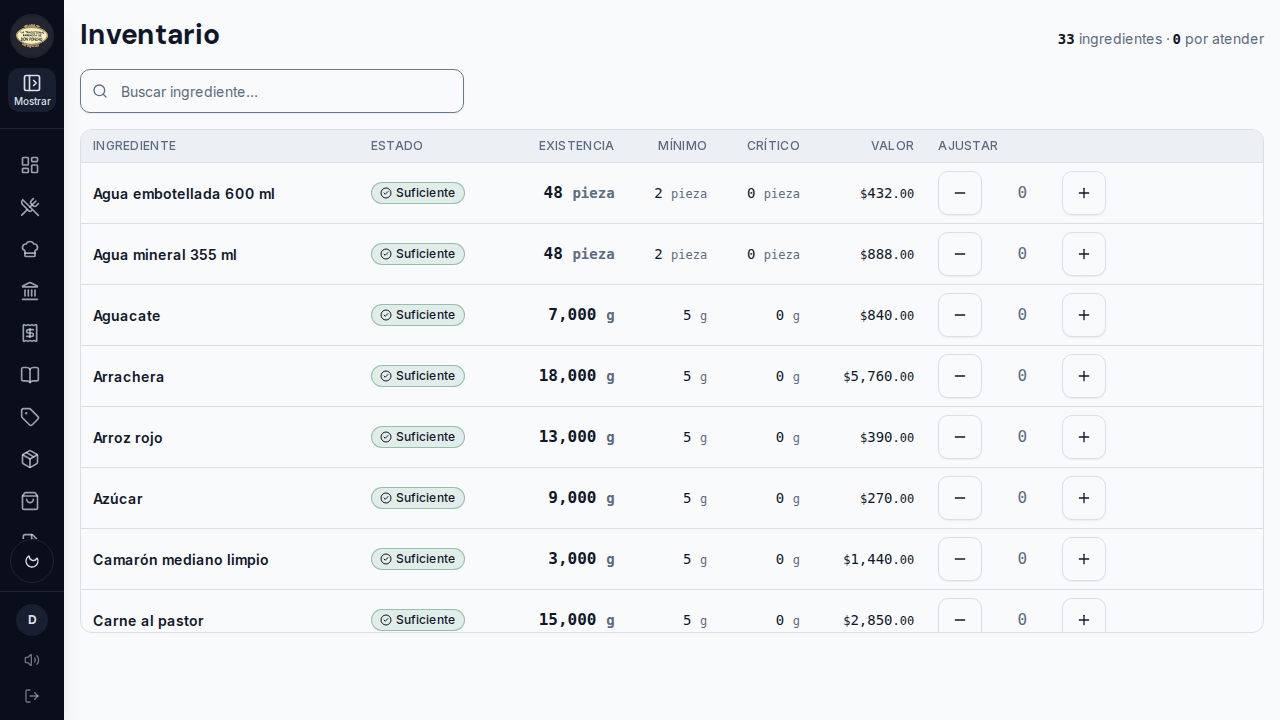 Inventario
33 ingredientes · 0 por atender
Mostrar
Buscar ingrediente...
INGREDIENTE ESTADO EXISTENCIA MÍNIMO CRÍTICO VALOR AJUSTAR
Agua embotellada 600 ml Suficiente 48 pieza 2 pieza 0 pieza $432.00 − 0 +
Agua mineral 355 ml Suficiente 48 pieza 2 pieza 0 pieza $888.00 − 0 +
Aguacate Suficiente 7,000 g 5 g 0 g $840.00 − 0 +
Arrachera Suficiente 18,000 g 5 g 0 g $5,760.00 − 0 +
Arroz rojo Suficiente 13,000 g 5 g 0 g $390.00 − 0 +
Azúcar Suficiente 9,000 g 5 g 0 g $270.00 − 0 +
Camarón mediano limpio Suficiente 3,000 g 5 g 0 g $1,440.00 − 0 +
Carne al pastor Suficiente 15,000 g 5 g 0 g $2,850.00 − 0 +
D